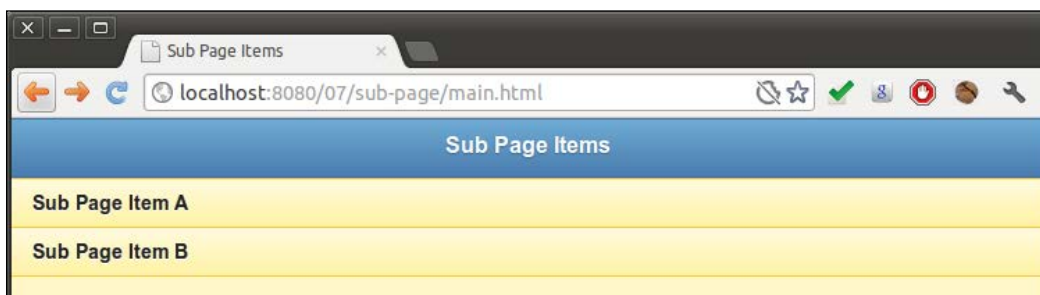 Sub Page Items
localhost:8080/07/sub-page/main.html
8
Sub Page Items
Sub Page Item A
Sub Page Item B